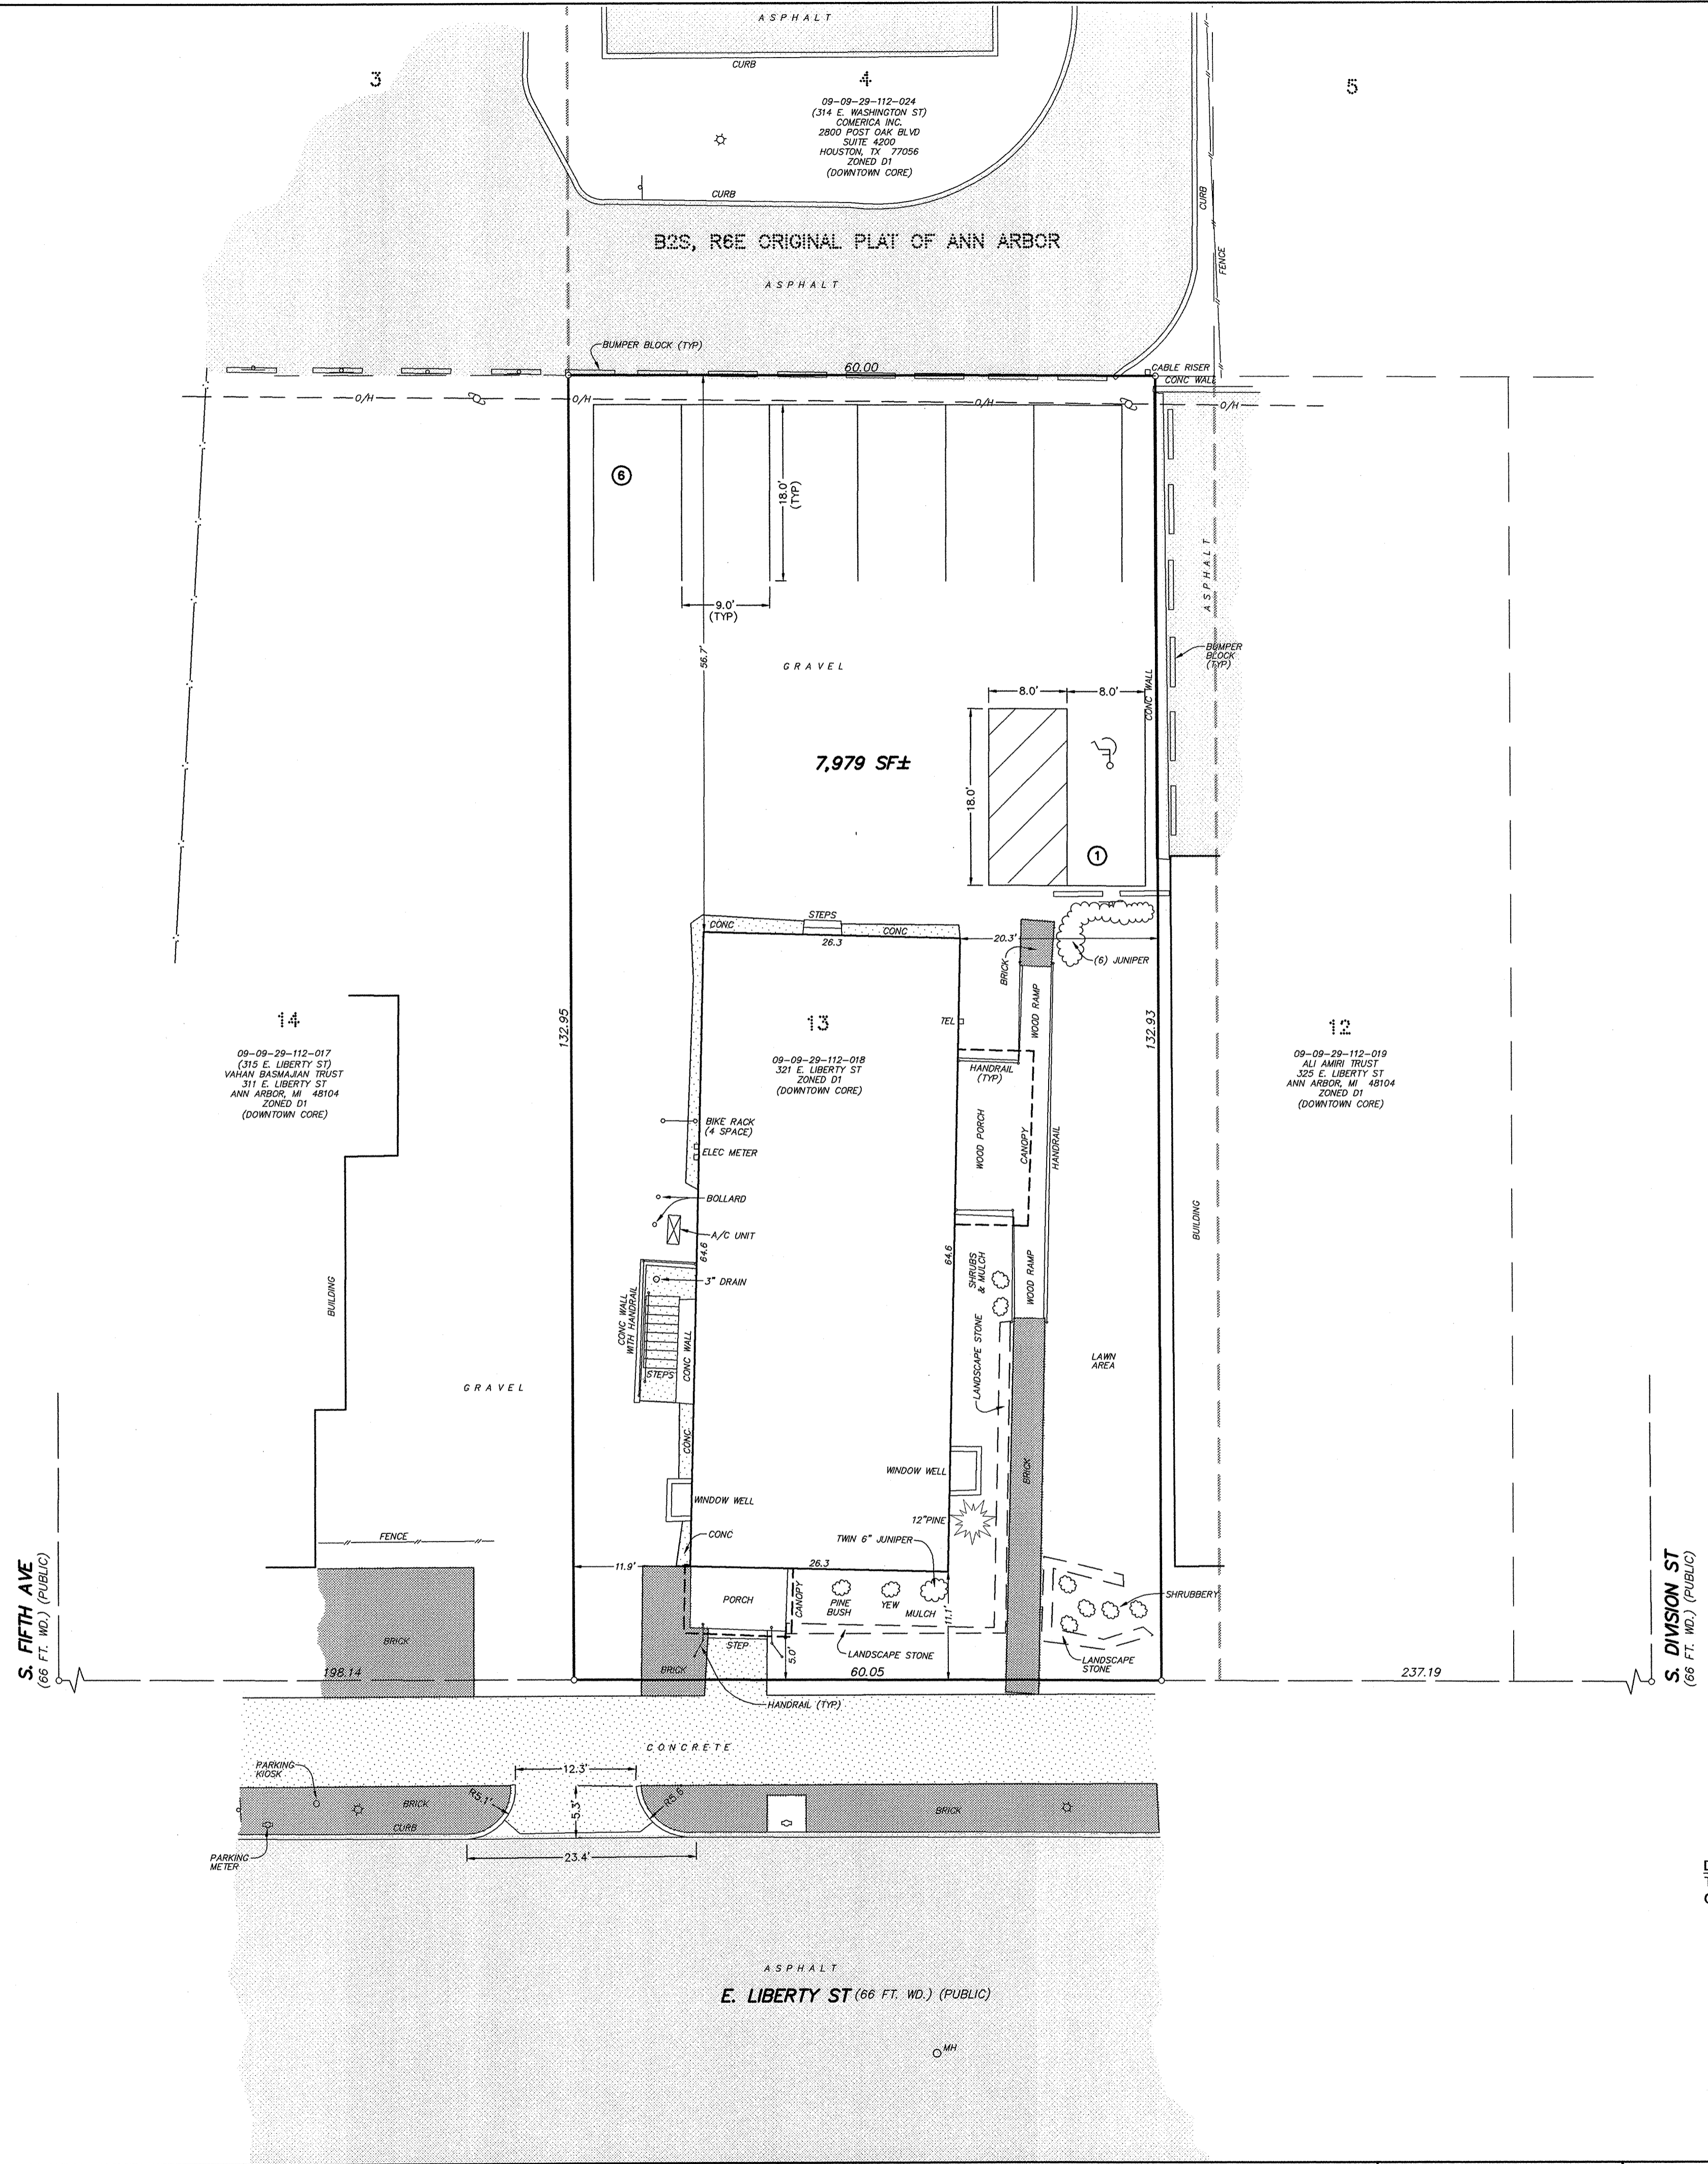 ASPHALT
CURB
3
4
5
09-09-29-112-024
(314 E. WASHINGTON ST)
COMERICA INC.
2800 POST OAK BLVD
SUITE 4200
HOUSTON, TX 77056
ZONED D1
(DOWNTOWN CORE)
CURB
CURB
B2S, R6E ORIGINAL PLAT OF ANN ARBOR
FENCE
ASPHALT
BUMPER BLOCK (TYP)
60.00
CABLE RISER
CONC WALL
O/H
O/H
O/H
O/H
6
18.0'
(TYP)
9.0'
(TYP)
ASPHALT
56.7'
GRAVEL
BUMPER
BLOCK
(TYP)
CONC WALL
8.0'
8.0'
7,979 SF±
18.0'
1
STEPS
CONC
CONC
26.3
20.3'
BRICK
(6) JUNIPER
WOOD RAMP
14
13
12
TEL
132.95
132.93
09-09-29-112-017
(315 E. LIBERTY ST)
VAHAN BASMAJIAN TRUST
311 E. LIBERTY ST
ANN ARBOR, MI 48104
ZONED D1
(DOWNTOWN CORE)
09-09-29-112-018
321 E. LIBERTY ST
ZONED D1
(DOWNTOWN CORE)
09-09-29-112-019
ALI AMIRI TRUST
325 E. LIBERTY ST
ANN ARBOR, MI 48104
ZONED D1
(DOWNTOWN CORE)
HANDRAIL
(TYP)
BIKE RACK
(4 SPACE)
ELEC METER
WOOD PORCH
CANOPY
HANDRAIL
BOLLARD
A/C UNIT
64.6
64.6
3" DRAIN
BUILDING
BUILDING
SHRUBS
& MULCH
WOOD RAMP
CONC WALL
WITH HANDRAIL
CONC WALL
STEPS
LANDSCAPE STONE
LAWN
AREA
GRAVEL
CONC
BRICK
WINDOW WELL
WINDOW WELL
12"PINE
CONC
TWIN 6" JUNIPER
FENCE
11.9'
26.3
PORCH
CANOPY
PINE
BUSH
YEW
MULCH
11.1'
SHRUBBERY
BRICK
STEP
5.0'
LANDSCAPE STONE
LANDSCAPE
STONE
BRICK
S. FIFTH AVE
(66 FT. WD.) (PUBLIC)
198.14
60.05
237.19
S. DIVISION ST
(66 FT. WD.) (PUBLIC)
HANDRAIL (TYP)
CONCRETE
PARKING
KIOSK
12.3'
R5.1'
5.3'
R5.6'
BRICK
BRICK
CURB
PARKING
METER
23.4'
ASPHALT
E. LIBERTY ST (66 FT. WD.) (PUBLIC)
MH